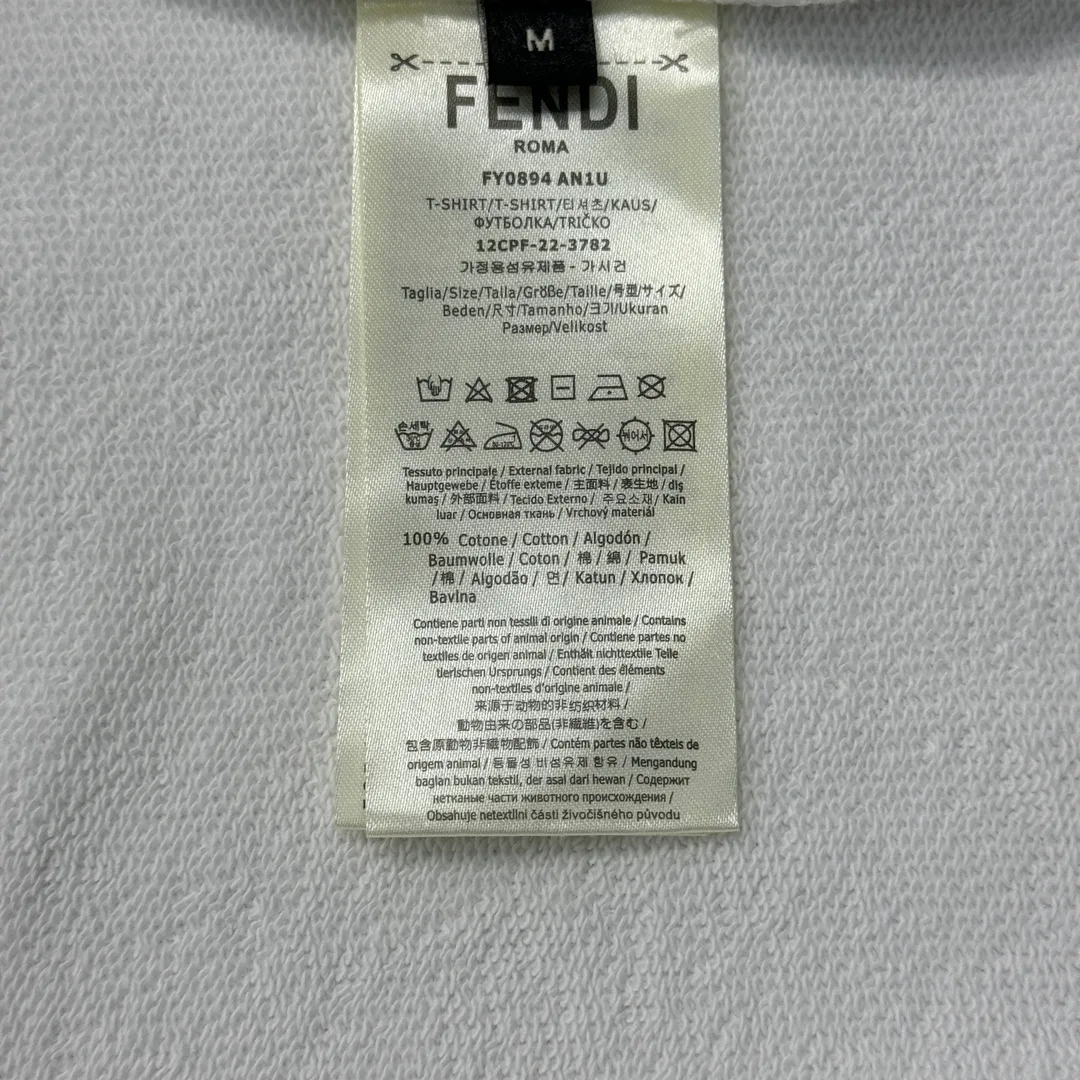 M
FENDI
ROMA
FY0894 AN1U
T-SHIRT/T-SHIRT/티셔츠/KAUS/
ФУТБОЛКА/TRIČKO
12CPF-22-3782
가정용섬유제품 - 가시건
Taglia/Size/Talla/Größe/Taille/号型/サイズ/
Beden/尺寸/Tamanho/크기/Ukuran
Размер/Velikost
손세탁
짜어서
Tessuto principale / External fabric / Tejido principal /
Hauptgewebe / Étoffe exteme / 主面料 / 表生地 / diş
kumaş / 外部面料 / Tecido Externo / 주요소재 / Kain
luar / Основная ткань / Vrchový materiál
100% Cotone / Cotton / Algodón /
Baumwolle / Coton / 棉 / 綿 / Pamuk
/ 棉 / Algodão / 면 / Katun / Хлопок /
Bavlna
Contiene parti non tessili di origine animale / Contains
non-textile parts of animal origin / Contiene partes no
textiles de origen animal / Enthält nichttextile Teile
tierischen Ursprungs / Contient des éléments
non-textiles d'origine animale /
来源于动物的非纺织材料 /
動物由来の部品(非繊維)を含む /
包含原動物非織物配飾 / Contém partes não têxteis de
origem animal / 동물성 비섬유제 함유 / Mengandung
bagian bukan tekstil, der asal dari hewan / Содержит
нетканые части животного происхождения /
Obsahuje netextilní části živočišného původu